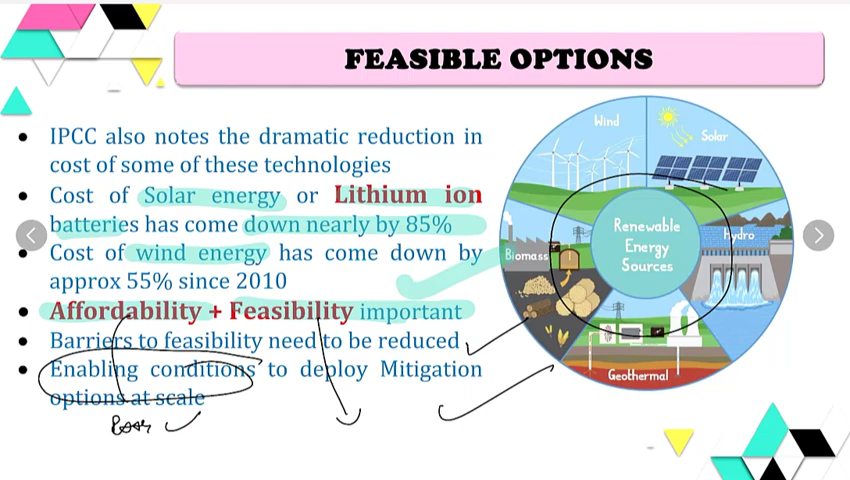 FEASIBLE OPTIONS
IPCC also notes the dramatic reduction in
cost of some of these technologies
Cost of Solar energy or Lithium ion
batteries has come down nearly by 85%
Cost of wind energy has come down by
approx 55% since 2010
Affordability + Feasibility important
Barriers to feasibility need to be reduced
Enabling conditions to deploy Mitigation
options at scale
Wind
Solar
Renewable
Energy
Sources
Hydro
Biomass
Geothermal